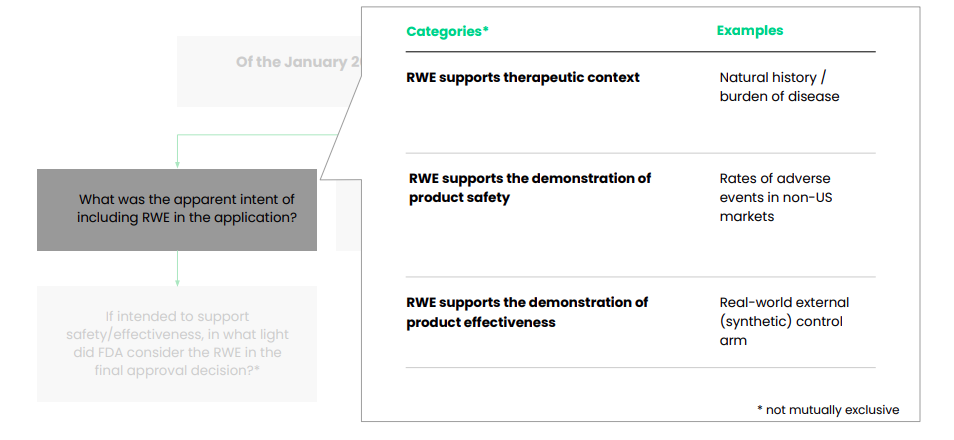 Of the January
What was the apparent intent of
including RWE in the application?
If intended to support
safety/effectiveness, in what light
did FDA consider the RWE in the
final approval decision?*
Categories* Examples
RWE supports therapeutic context Natural history /
burden of disease
RWE supports the demonstration of Rates of adverse
product safety events in non-US
markets
RWE supports the demonstration of Real-world external
product effectiveness (synthetic) control
arm
* not mutually exclusive